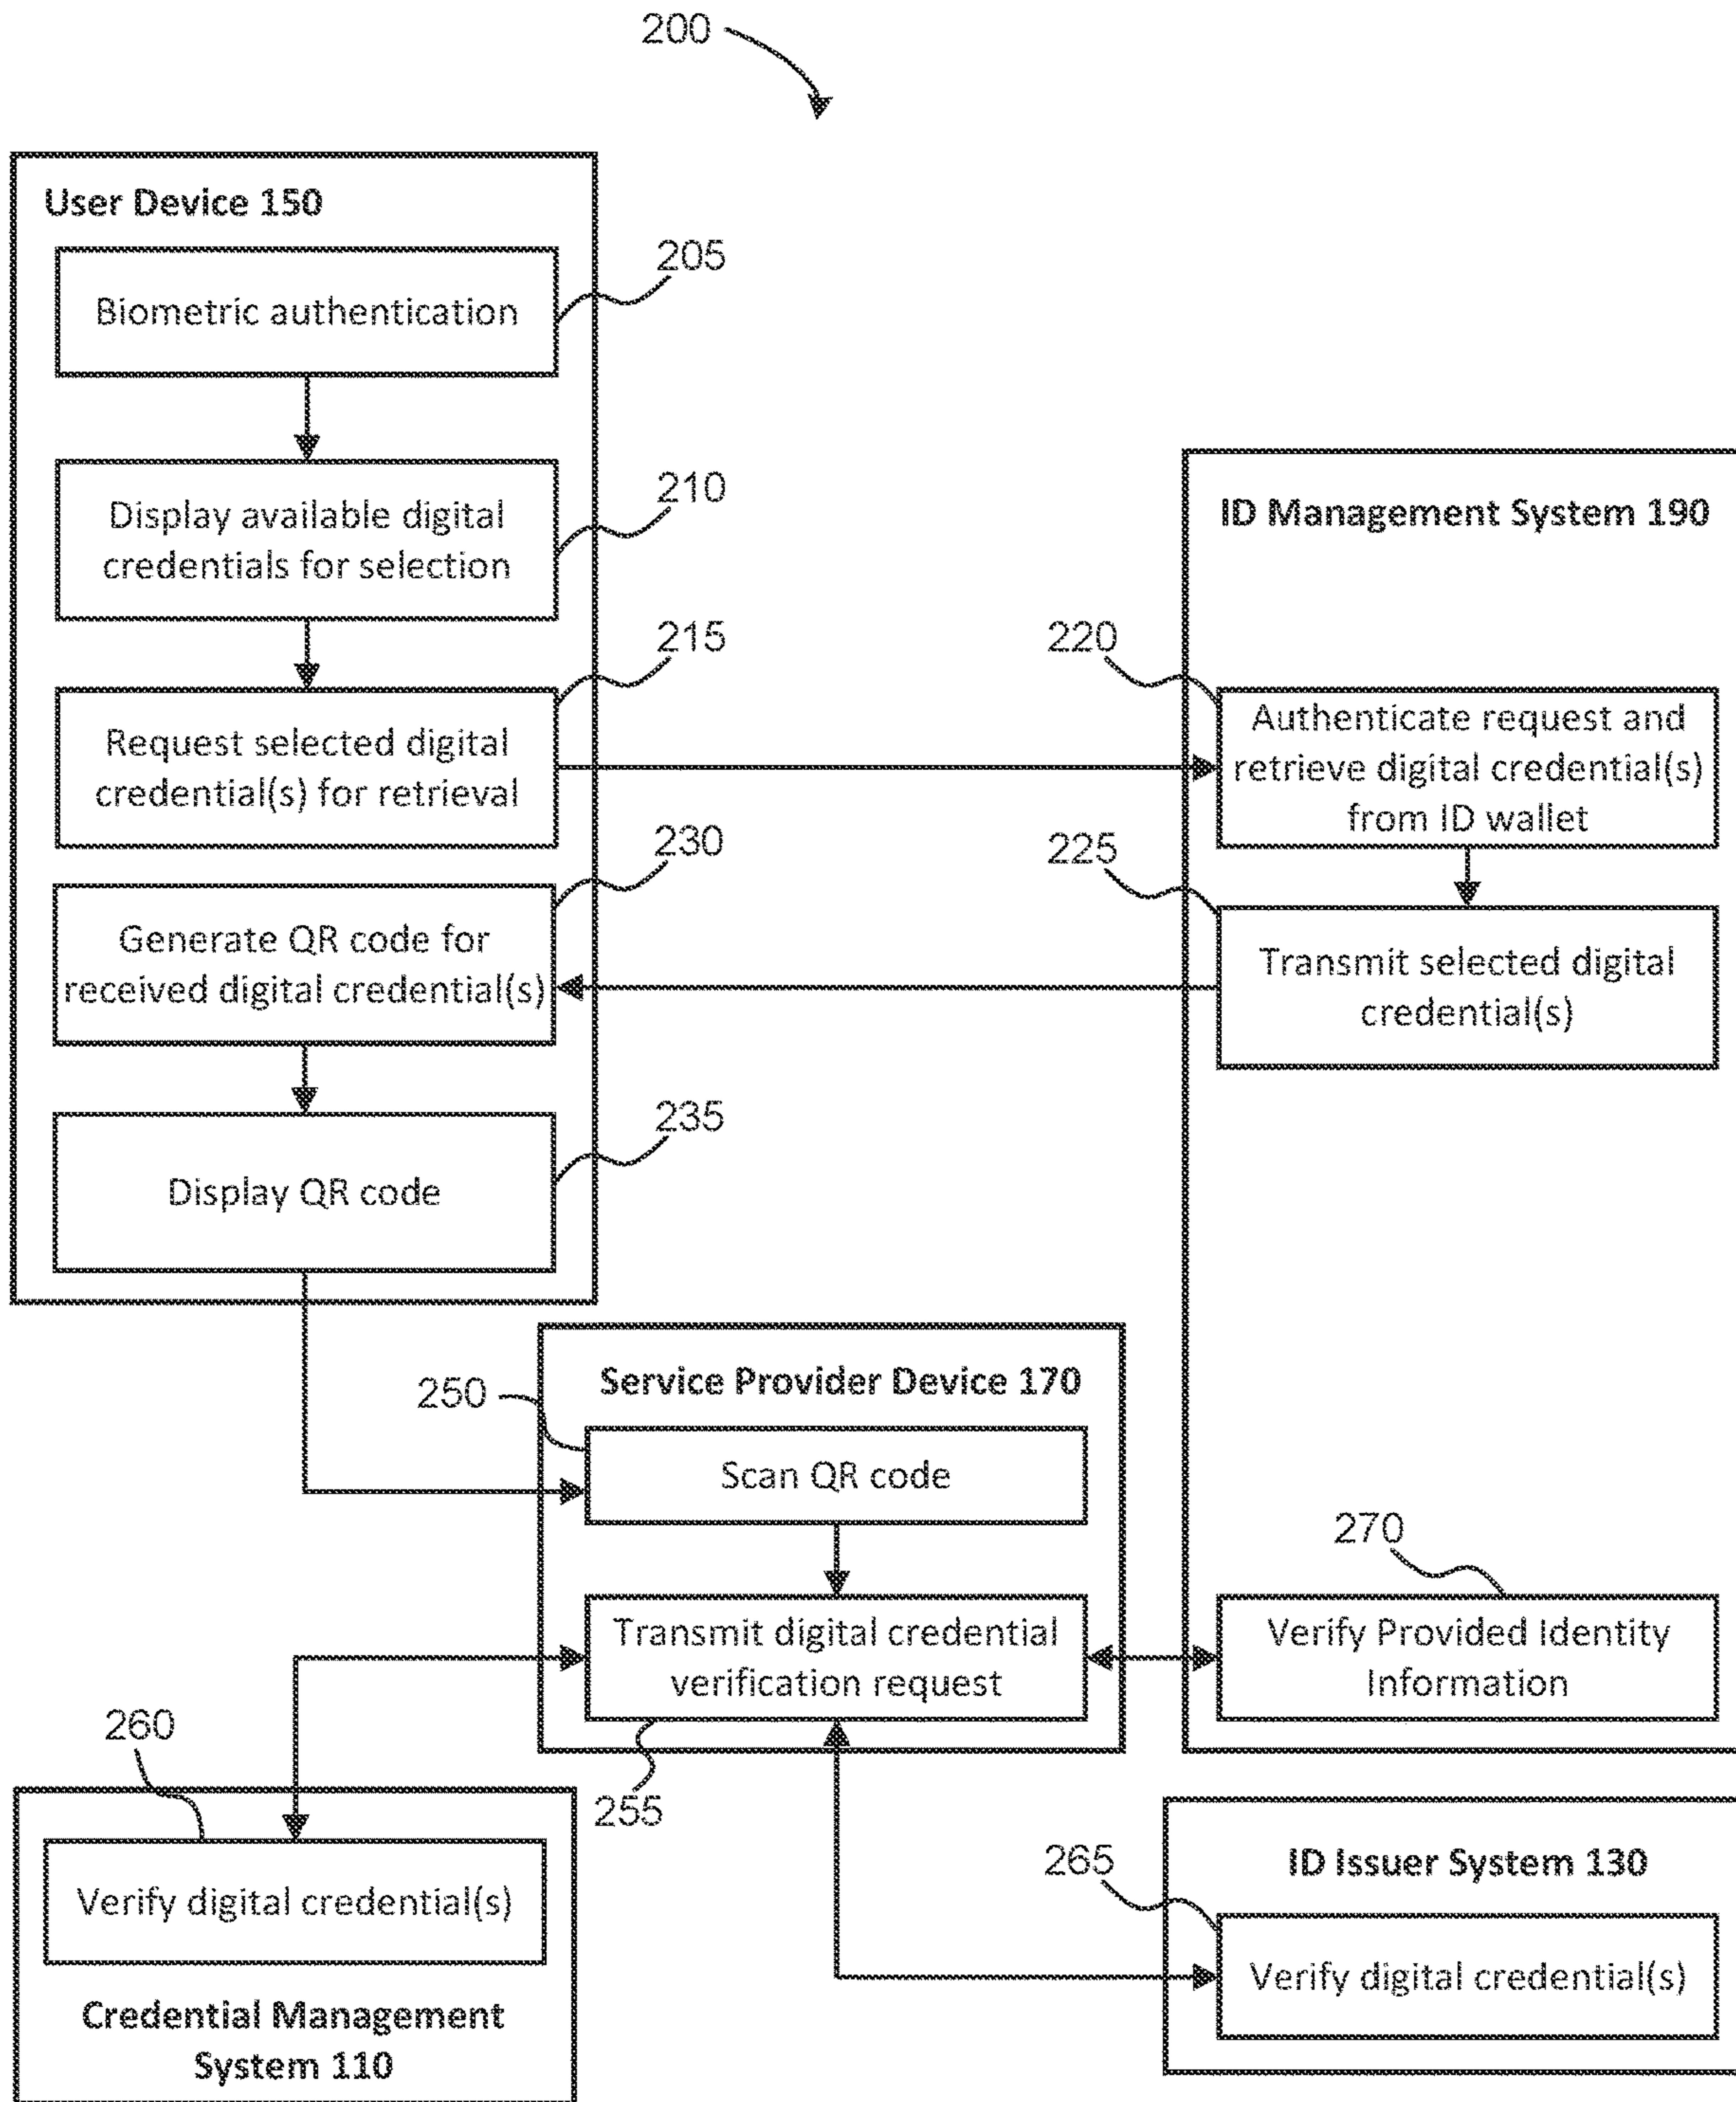 200
User Device 150
205
Biometric authentication
210
Display available digital
credentials for selection
ID Management System 190
215
220
Request selected digital
credential(s) for retrieval
Authenticate request and
retrieve digital credential(s)
from ID wallet
230
225
Generate QR code for
received digital credential(s)
Transmit selected digital
credential(s)
235
Display QR code
Service Provider Device 170
250
Scan QR code
270
Transmit digital credential
verification request
Verify Provided Identity
Information
260
255
265
ID Issuer System 130
Verify digital credential(s)
Verify digital credential(s)
Credential Management
System 110